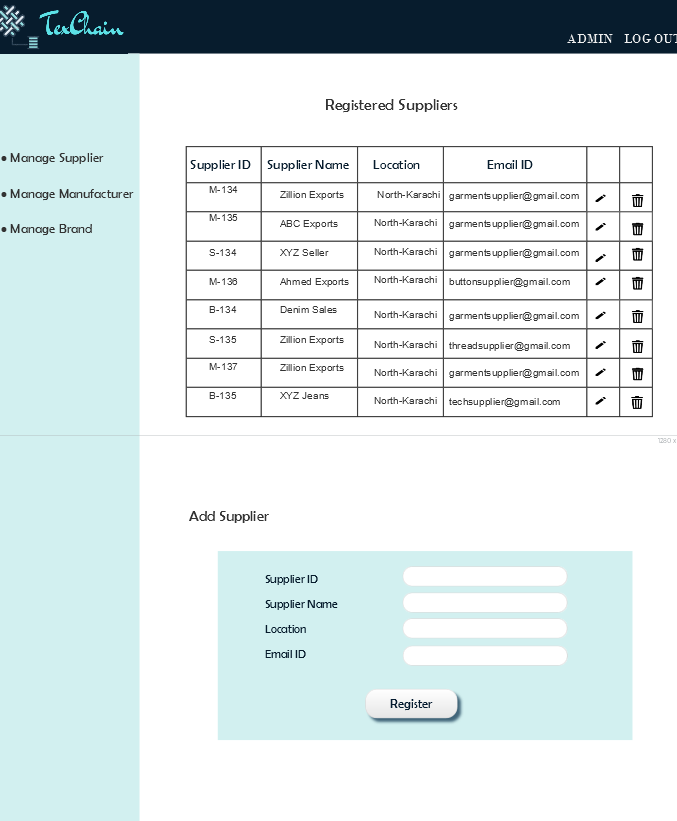 TexChain
ADMIN LOG OUT
Registered Suppliers
• Manage Supplier
• Manage Manufacturer
• Manage Brand
Supplier ID Supplier Name Location Email ID
M-134 Zillion Exports North-Karachi garmentsupplier@gmail.com
M-135 ABC Exports North-Karachi garmentsupplier@gmail.com
S-134 XYZ Seller North-Karachi garmentsupplier@gmail.com
M-136 Ahmed Exports North-Karachi buttonsupplier@gmail.com
B-134 Denim Sales North-Karachi garmentsupplier@gmail.com
S-135 Zillion Exports North-Karachi threadsupplier@gmail.com
M-137 Zillion Exports North-Karachi garmentsupplier@gmail.com
B-135 XYZ Jeans North-Karachi techsupplier@gmail.com
1280 x
Add Supplier
Supplier ID
Supplier Name
Location
Email ID
Register